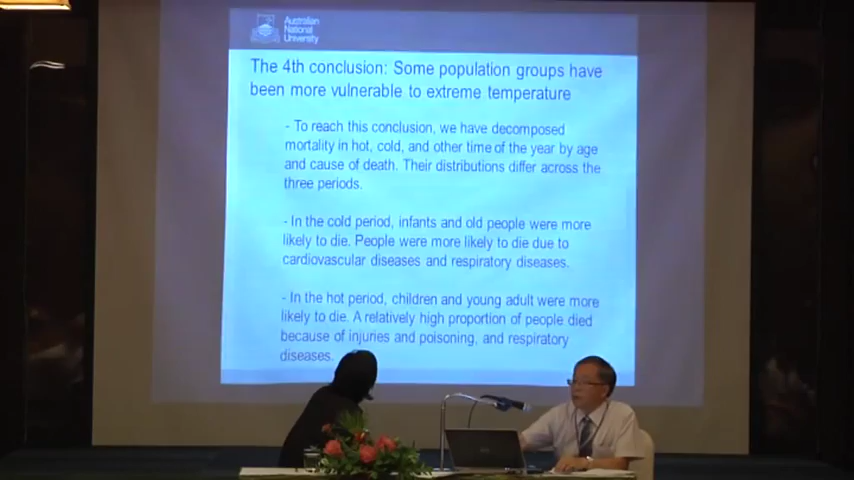 Australian
National
University
The 4th conclusion: Some population groups have
been more vulnerable to extreme temperature
- To reach this conclusion, we have decomposed
mortality in hot, cold, and other time of the year by age
and cause of death. Their distributions differ across the
three periods.
- In the cold period, infants and old people were more
likely to die. People were more likely to die due to
cardiovascular diseases and respiratory diseases.
- In the hot period, children and young adult were more
likely to die. A relatively high proportion of people died
because of injuries and poisoning, and respiratory
diseases.